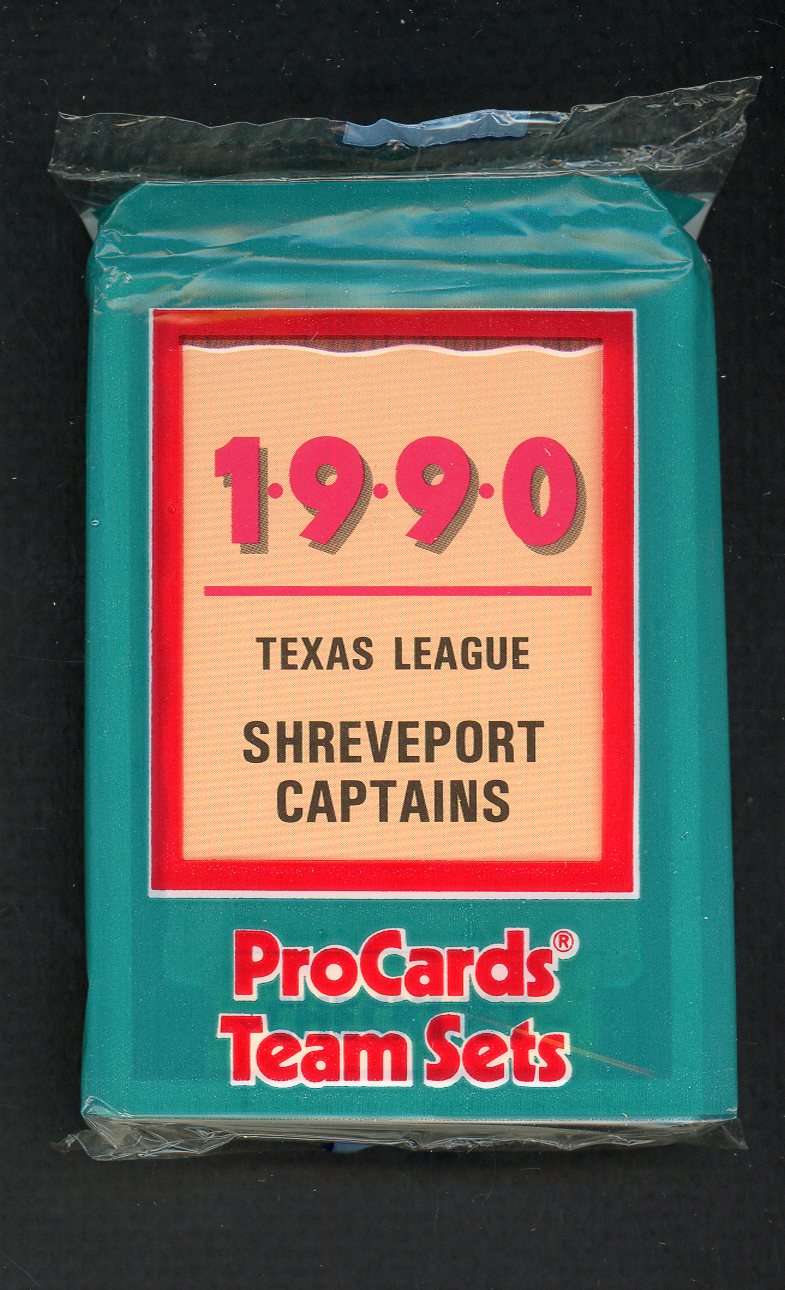 1·9·9·0
TEXAS LEAGUE
SHREVEPORT
CAPTAINS
ProCards®
Team Sets